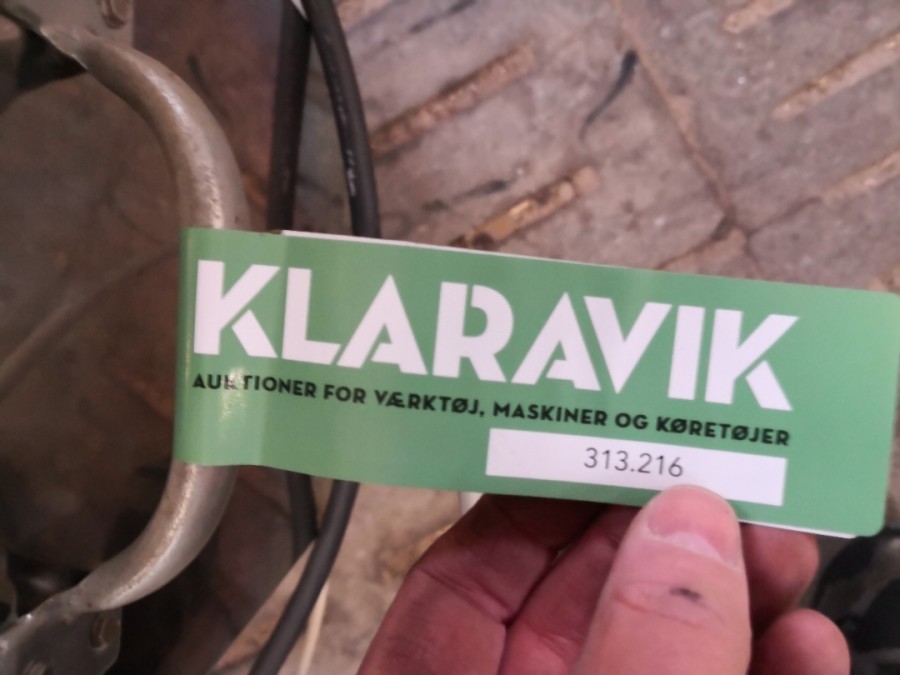 KLARAVIK
AUKTIONER FOR VÆRKTØJ, MASKINER OG KØRETØJER
313.216